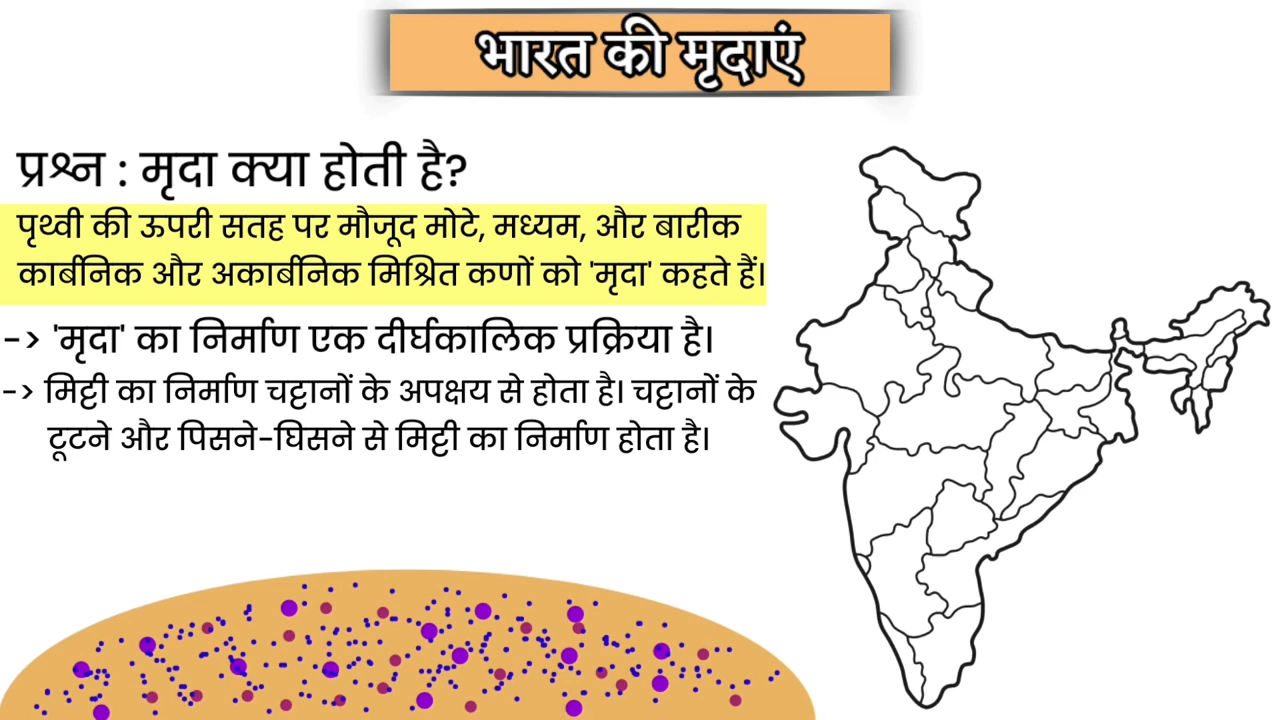 भारत की मृदाएं
प्रश्न : मृदा क्या होती है?
पृथ्वी की ऊपरी सतह पर मौजूद मोटे, मध्यम, और बारीक
कार्बनिक और अकार्बनिक मिश्रित कणों को 'मृदा' कहते हैं।
-> 'मृदा' का निर्माण एक दीर्घकालिक प्रक्रिया है।
-> मिट्टी का निर्माण चट्टानों के अपक्षय से होता है। चट्टानों के
टूटने और पिसने-घिसने से मिट्टी का निर्माण होता है।